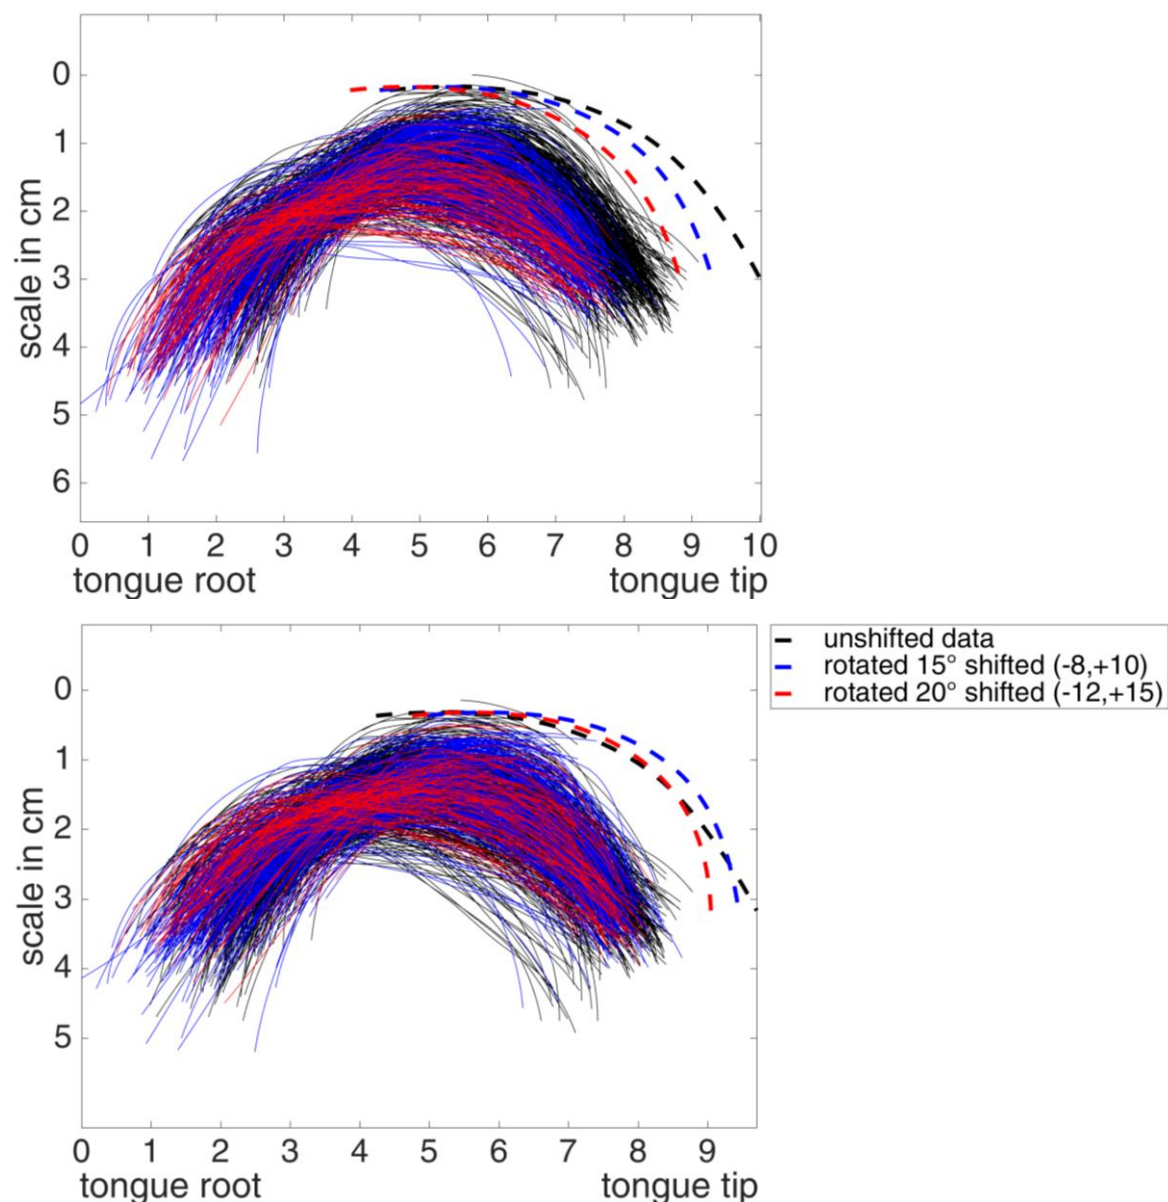 0
1
2
3
4
5
6
scale in cm
0 1 2 3 4 5 6 7 8 9 10
tongue root tongue tip
unshifted data
rotated 15° shifted (-8,+10)
rotated 20° shifted (-12,+15)
0
1
2
3
4
5
scale in cm
0 1 2 3 4 5 6 7 8 9
tongue root tongue tip